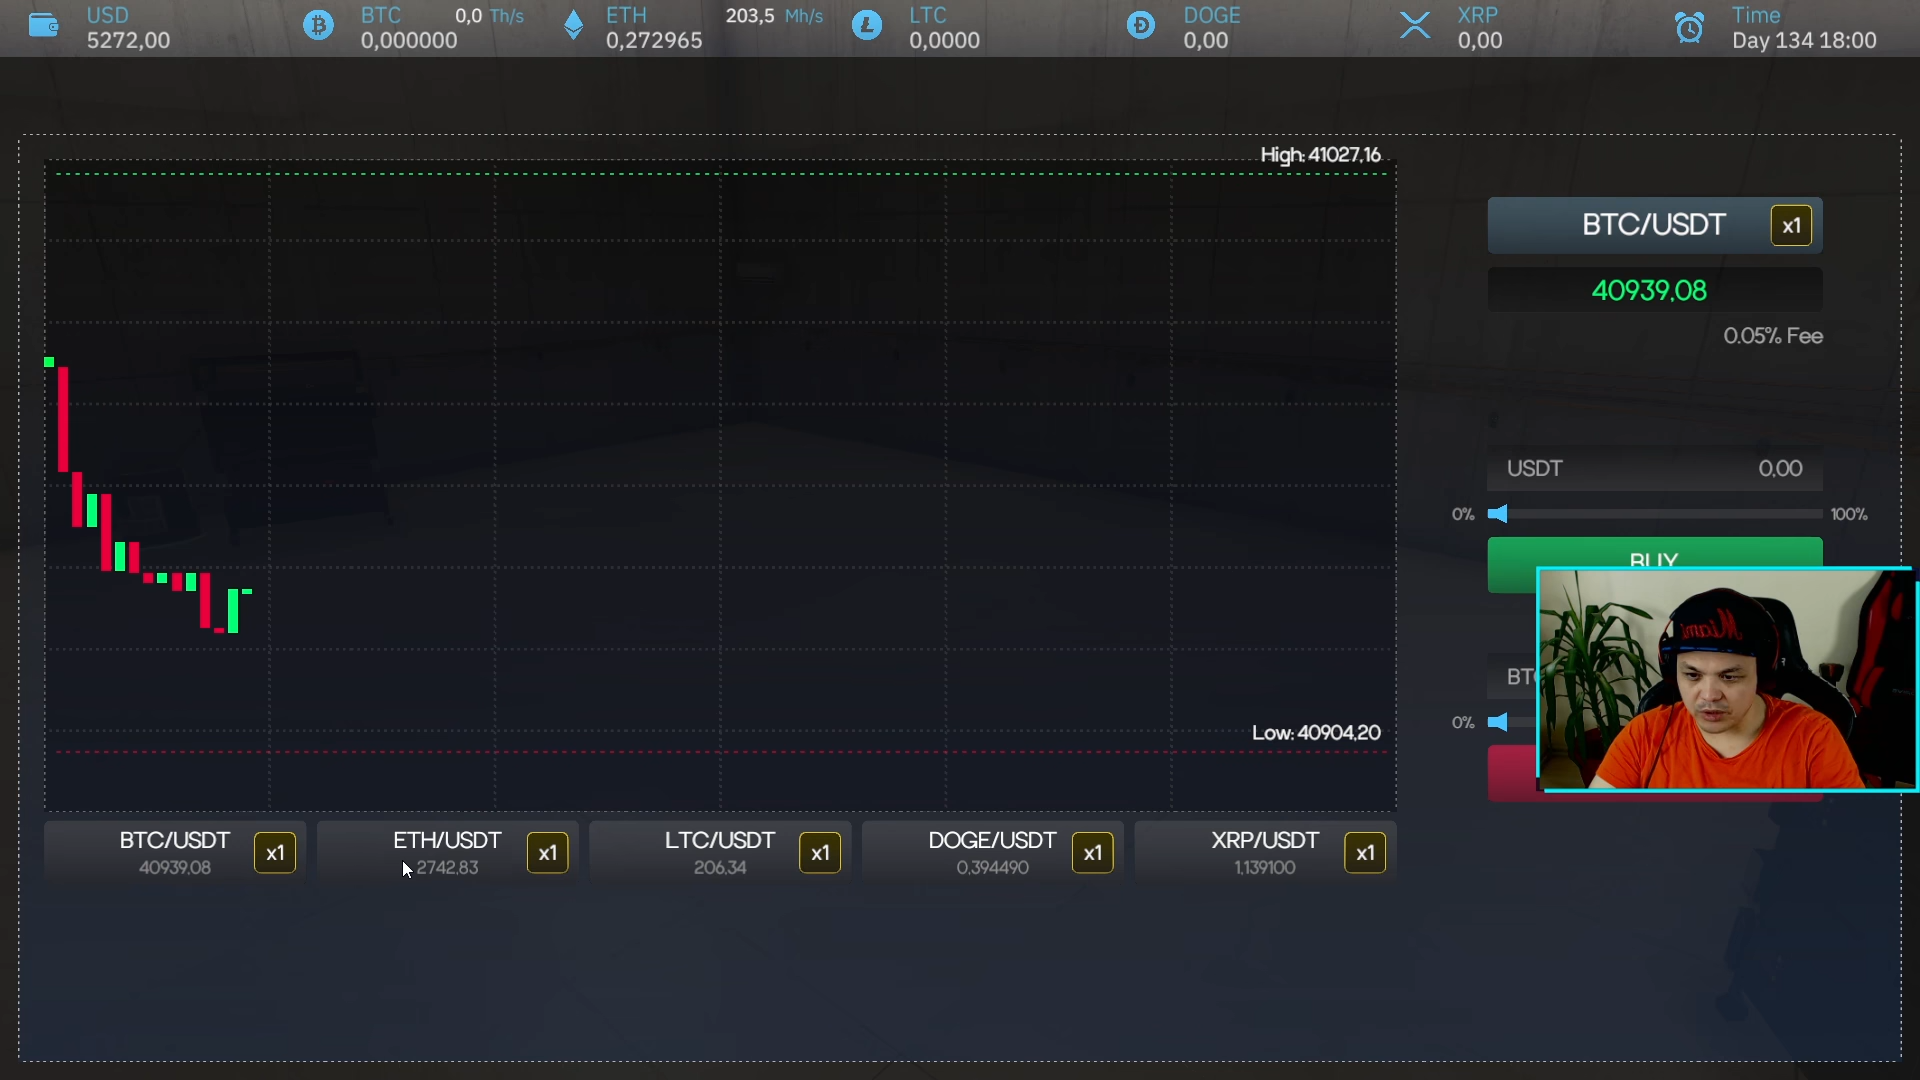 USD
5272,00
BTC 0,0 Th/s
0,000000
ETH 203,5 Mh/s
0,272965
LTC
0,0000
DOGE
0,00
XRP
0,00
Time
Day 134 18:00
High: 41027,16
Low: 40904,20
BTC/USDT x1
40939,08
0.05% Fee
USDT 0,00
0% 100%
BUY
0%
Miami
BTC/USDT x1
40939,08
ETH/USDT x1
2742,83
LTC/USDT x1
206,34
DOGE/USDT x1
0,394490
XRP/USDT x1
1,139100